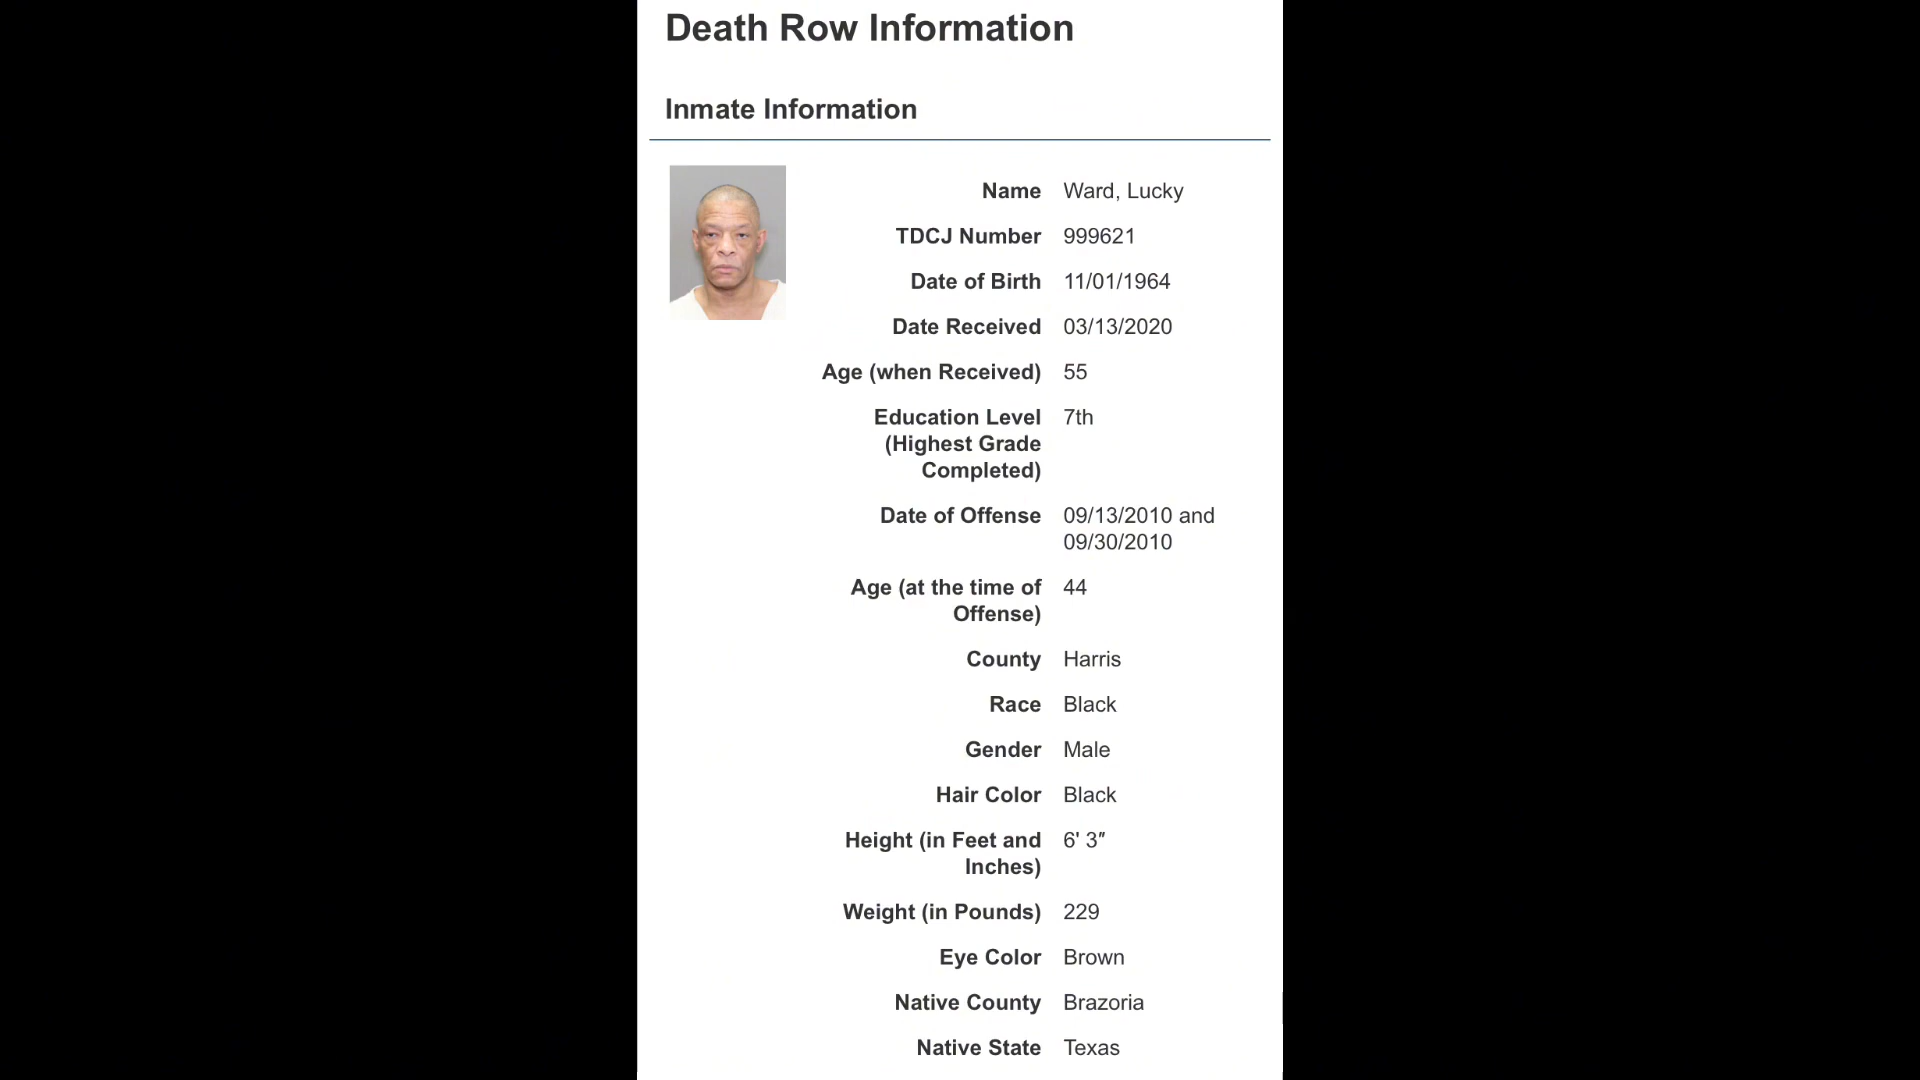 Death Row Information
Inmate Information
Name Ward, Lucky
TDCJ Number 999621
Date of Birth 11/01/1964
Date Received 03/13/2020
Age (when Received) 55
Education Level 7th
(Highest Grade
Completed)
Date of Offense 09/13/2010 and
09/30/2010
Age (at the time of 44
Offense)
County Harris
Race Black
Gender Male
Hair Color Black
Height (in Feet and 6' 3″
Inches)
Weight (in Pounds) 229
Eye Color Brown
Native County Brazoria
Native State Texas